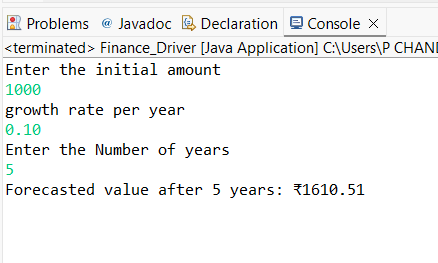 Problems @ Javadoc Declaration Console ×
<terminated> Finance_Driver [Java Application] C:\Users\P CHAN
Enter the initial amount
1000
growth rate per year
0.10
Enter the Number of years
5
Forecasted value after 5 years: ₹1610.51